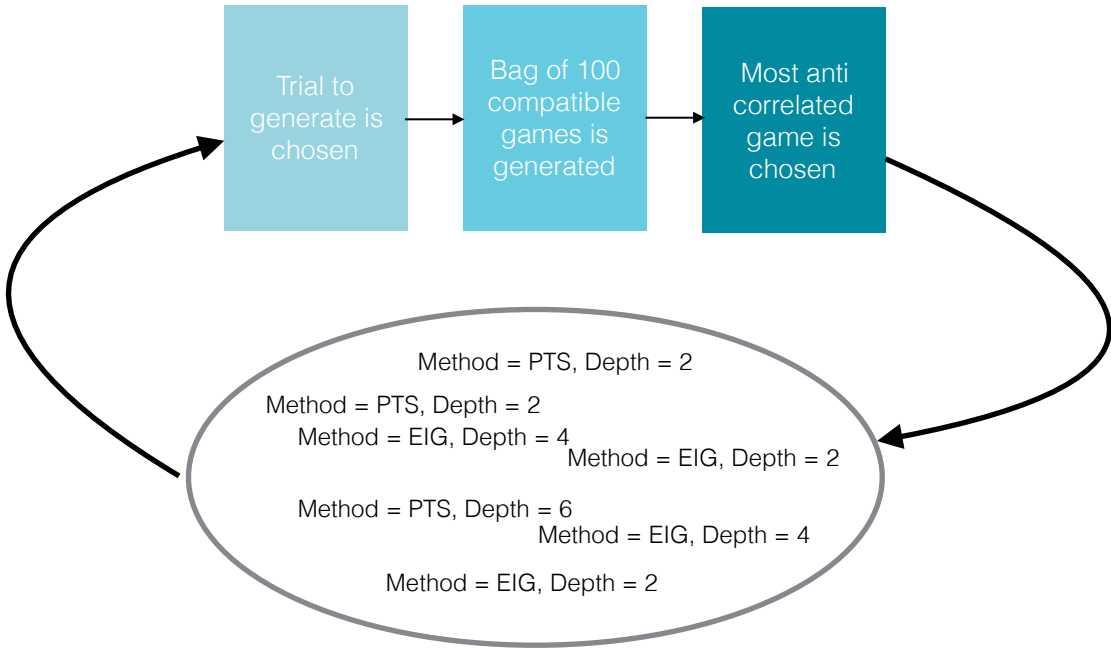 Trial to
generate is
chosen
Bag of 100
compatible
games is
generated
Most anti
correlated
game is
chosen
Method = PTS, Depth = 2
Method = PTS, Depth = 2
Method = EIG, Depth = 4
Method = EIG, Depth = 2
Method = PTS, Depth = 6
Method = EIG, Depth = 4
Method = EIG, Depth = 2